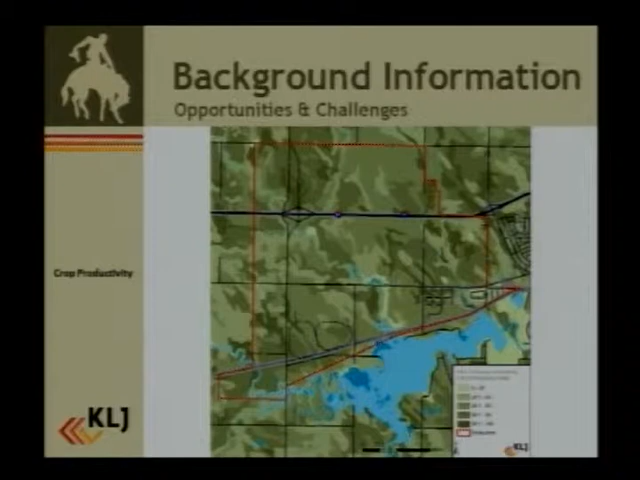 Background Information
Opportunities & Challenges
Crop Productivity
KLJ
KLJ